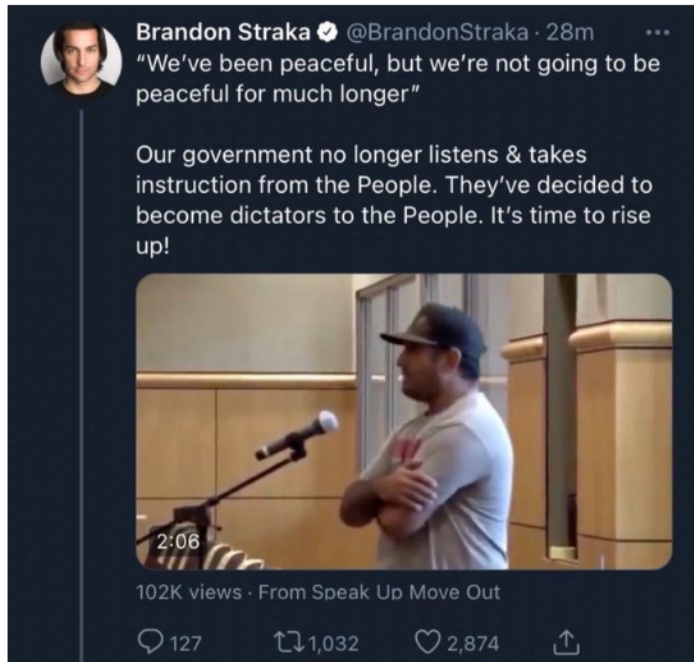 Brandon Straka @BrandonStraka · 28m
“We’ve been peaceful, but we’re not going to be
peaceful for much longer”
Our government no longer listens & takes
instruction from the People. They’ve decided to
become dictators to the People. It’s time to rise
up!
2:06
102K views · From Speak Up Move Out
127 1,032 2,874